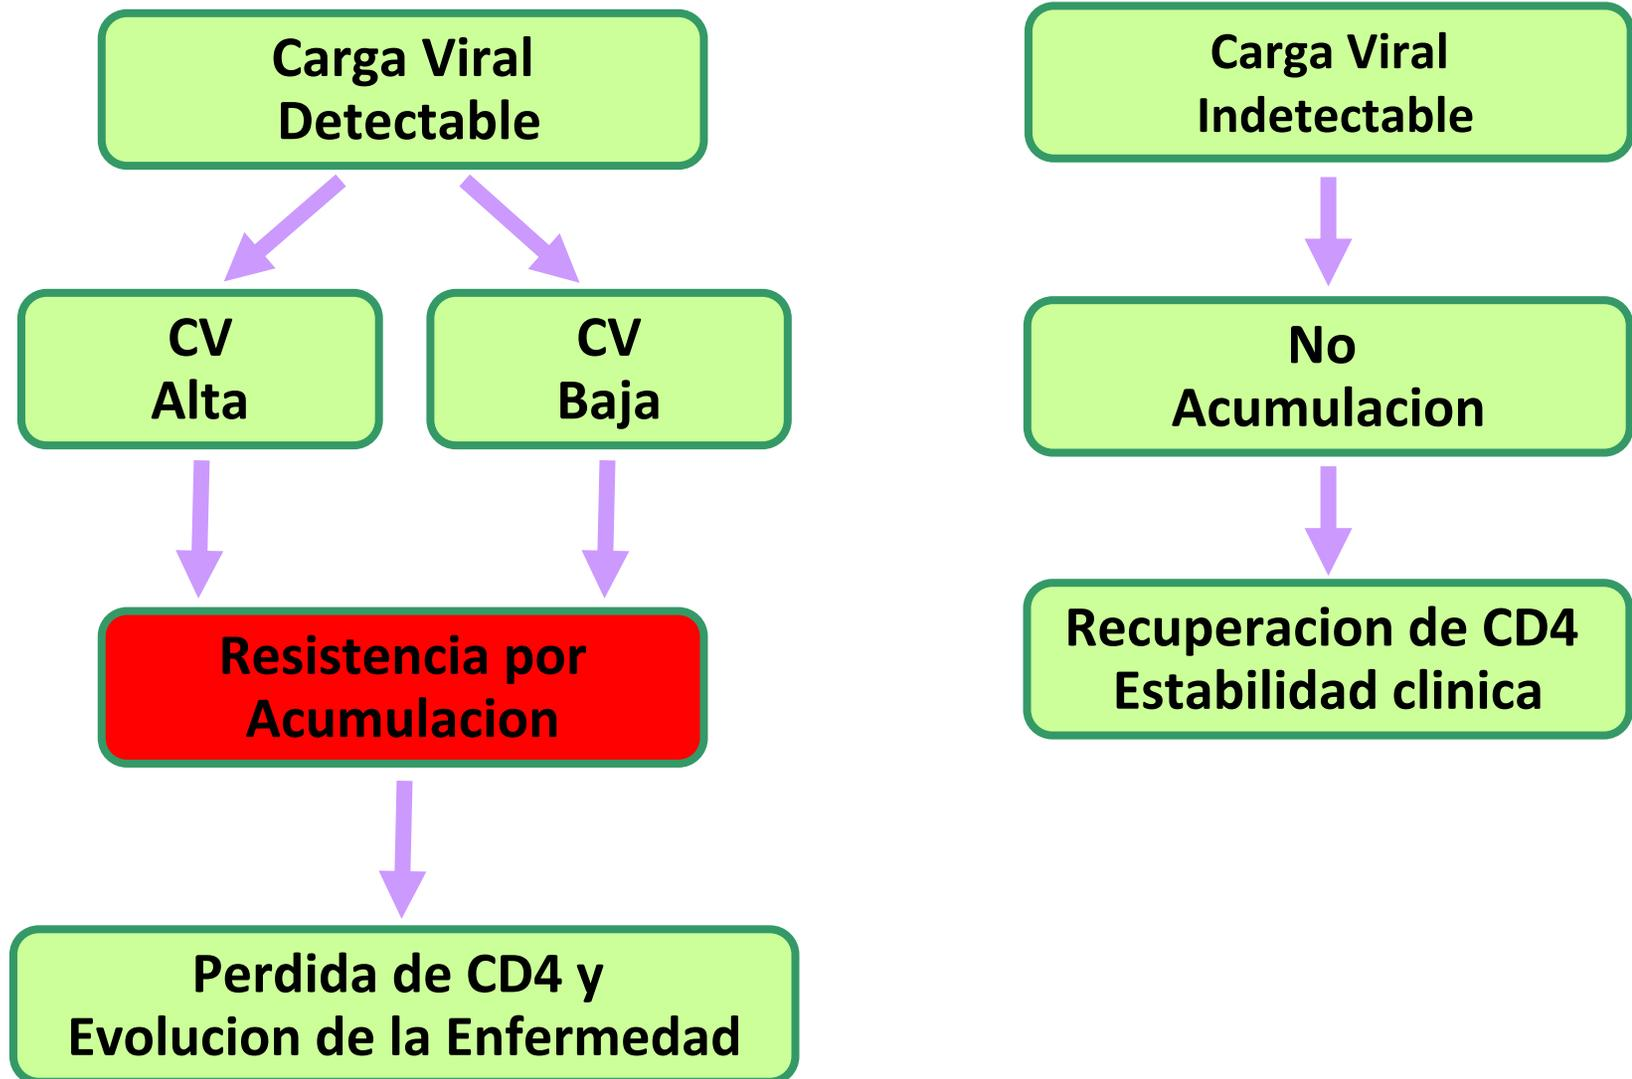 Carga Viral
Detectable
CV
Alta
CV
Baja
Resistencia por
Acumulacion
Perdida de CD4 y
Evolucion de la Enfermedad
Carga Viral
Indetectable
No
Acumulacion
Recuperacion de CD4
Estabilidad clinica